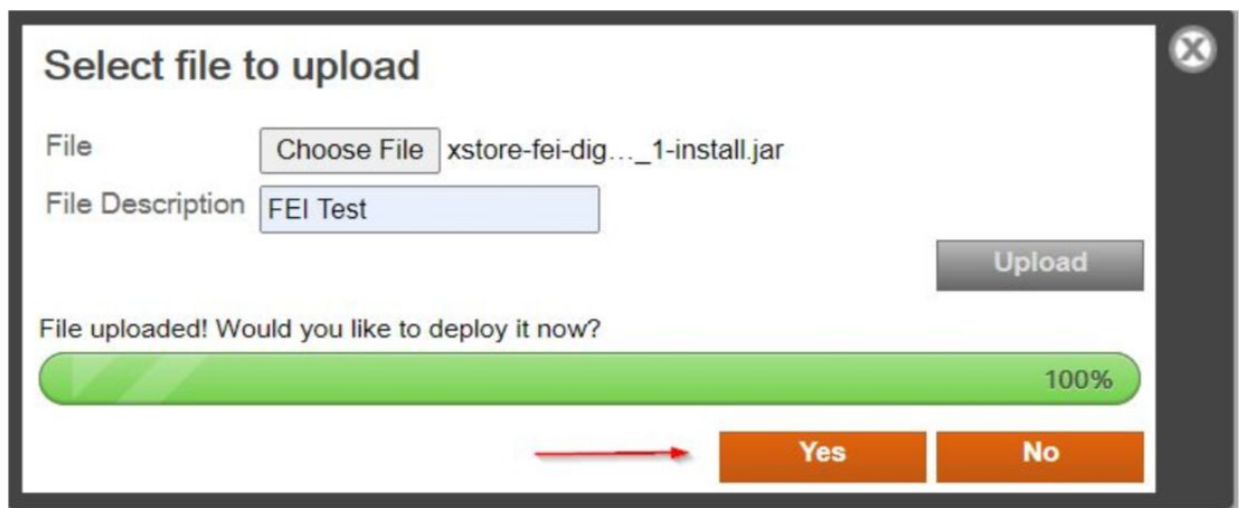 Select file to upload
X
File Choose File xstore-fei-dig..._1-install.jar
File Description FEI Test
Upload
File uploaded! Would you like to deploy it now?
100%
Yes No